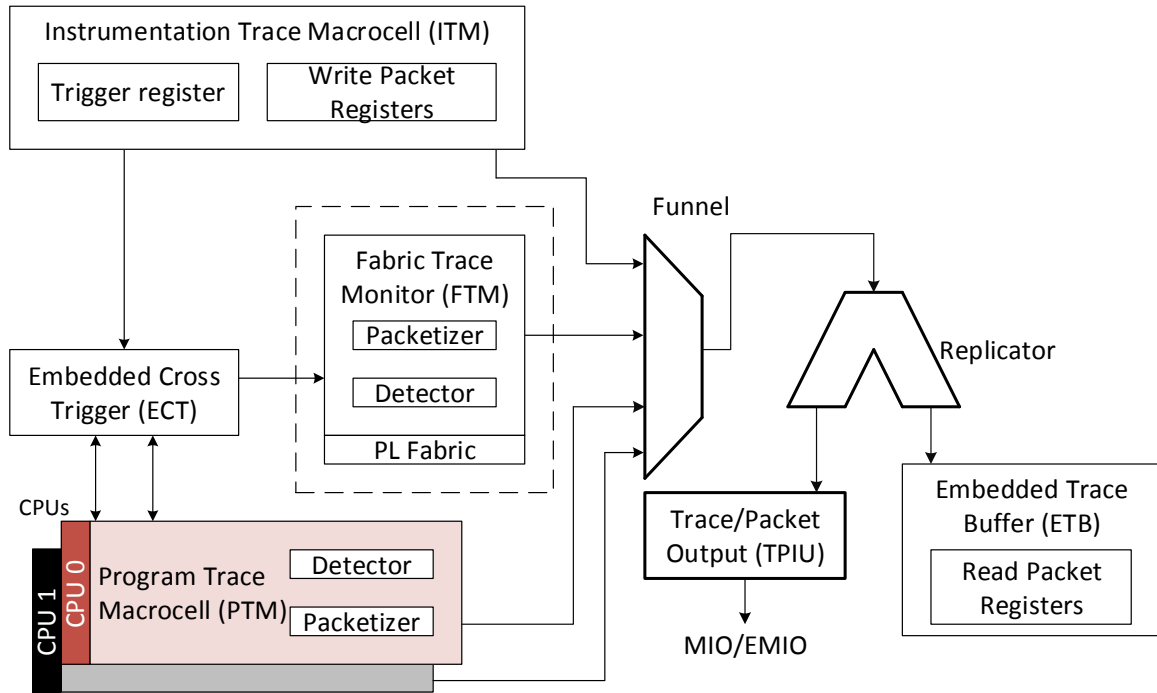 Instrumentation Trace Macrocell (ITM)
Trigger register
Write Packet
Registers
Funnel
Fabric Trace
Monitor (FTM)
Packetizer
Detector
PL Fabric
Embedded Cross
Trigger (ECT)
Replicator
CPUs
CPU 1
CPU 0
Program Trace
Macrocell (PTM)
Detector
Packetizer
Trace/Packet
Output (TPIU)
MIO/EMIO
Embedded Trace
Buffer (ETB)
Read Packet
Registers